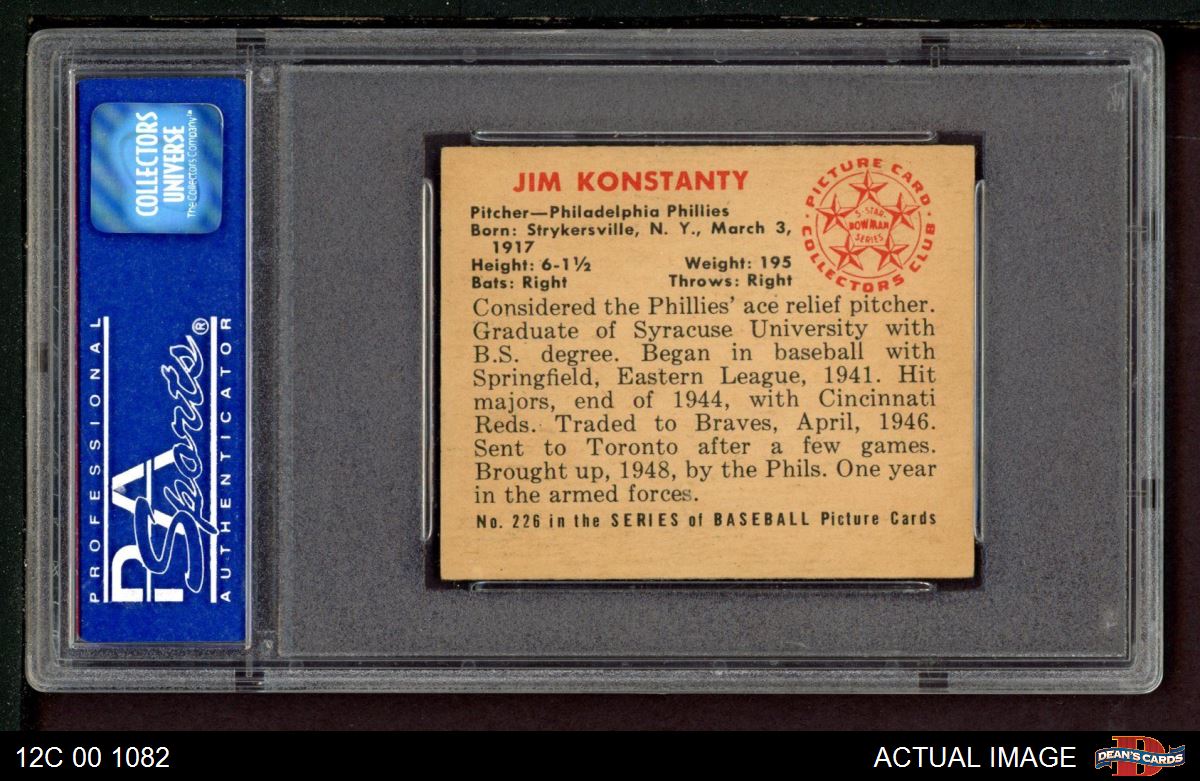 COLLECTORS
UNIVERSE
The Collectors Company™
PROFESSIONAL
PSA
Sports®
AUTHENTICATOR
JIM KONSTANTY
PICTURE CARD
COLLECTORS CLUB
5-STAR
BOWMAN
SERIES
Pitcher—Philadelphia Phillies
Born: Strykersville, N. Y., March 3,
1917
Height: 6-1½ Weight: 195
Bats: Right Throws: Right
Considered the Phillies' ace relief pitcher.
Graduate of Syracuse University with
B.S. degree. Began in baseball with
Springfield, Eastern League, 1941. Hit
majors, end of 1944, with Cincinnati
Reds. Traded to Braves, April, 1946.
Sent to Toronto after a few games.
Brought up, 1948, by the Phils. One year
in the armed forces.
No. 226 in the SERIES of BASEBALL Picture Cards
12C 00 1082
ACTUAL IMAGE
DEAN'S CARDS